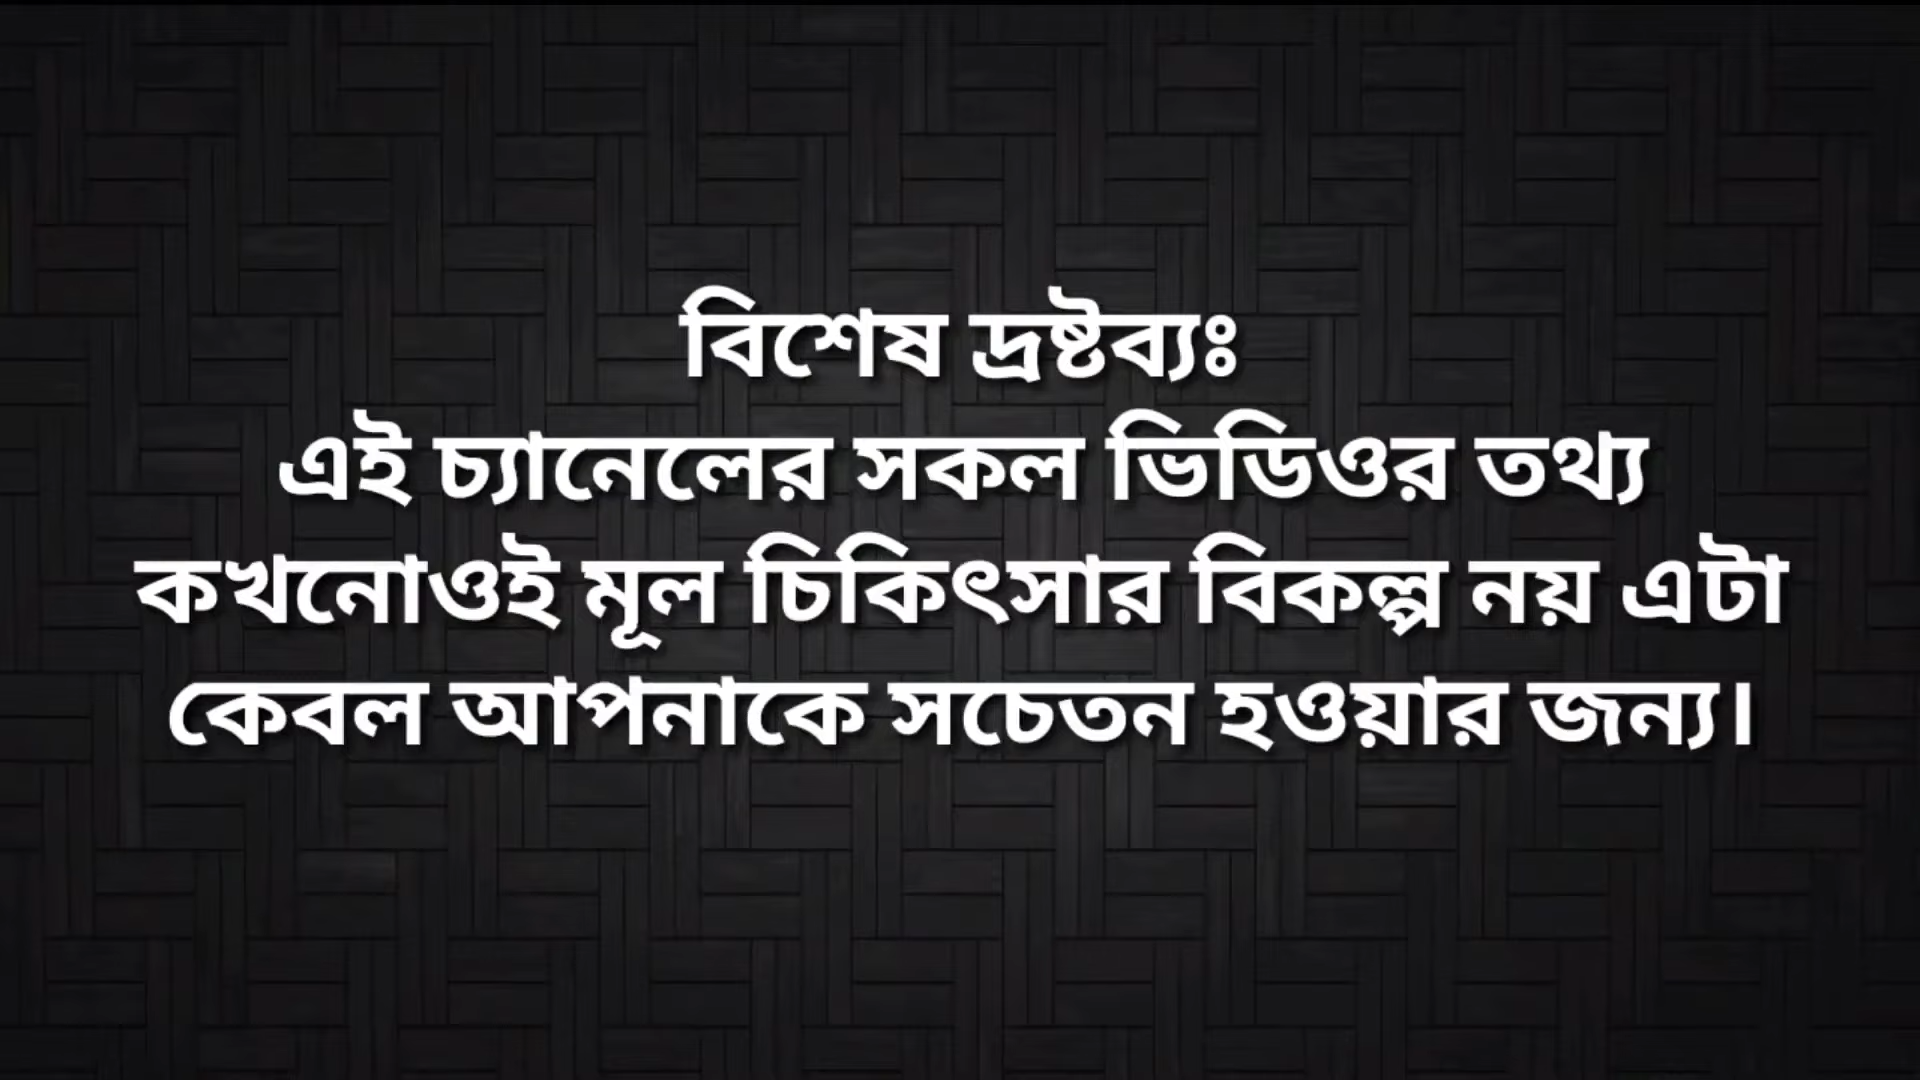 বিশেষ দ্রষ্টব্যঃ
এই চ্যানেলের সকল ভিডিওর তথ্য
কখনোওই মূল চিকিৎসার বিকল্প নয় এটা
কেবল আপনাকে সচেতন হওয়ার জন্য।